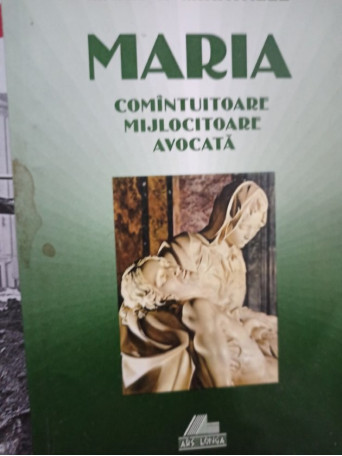 MARIA
COMÎNTUITOARE
MIJLOCITOARE
AVOCATĂ
ARS LONGA